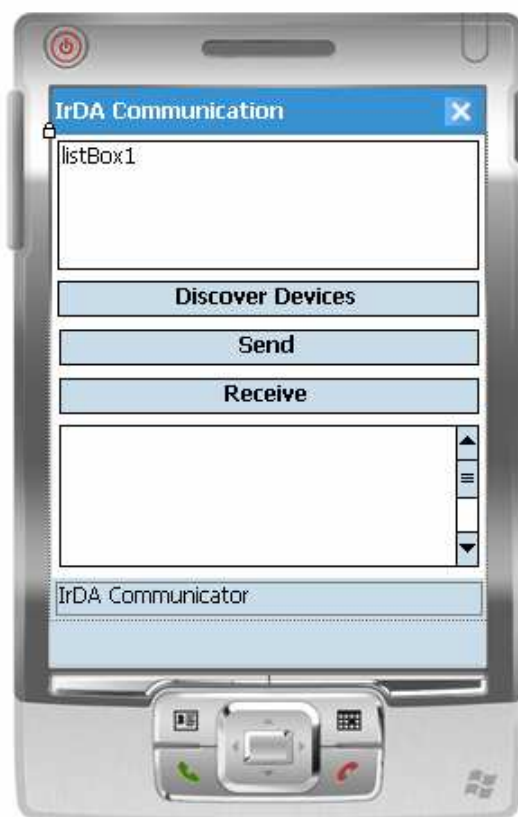 IrDA Communication
listBox1
Discover Devices
Send
Receive
IrDA Communicator